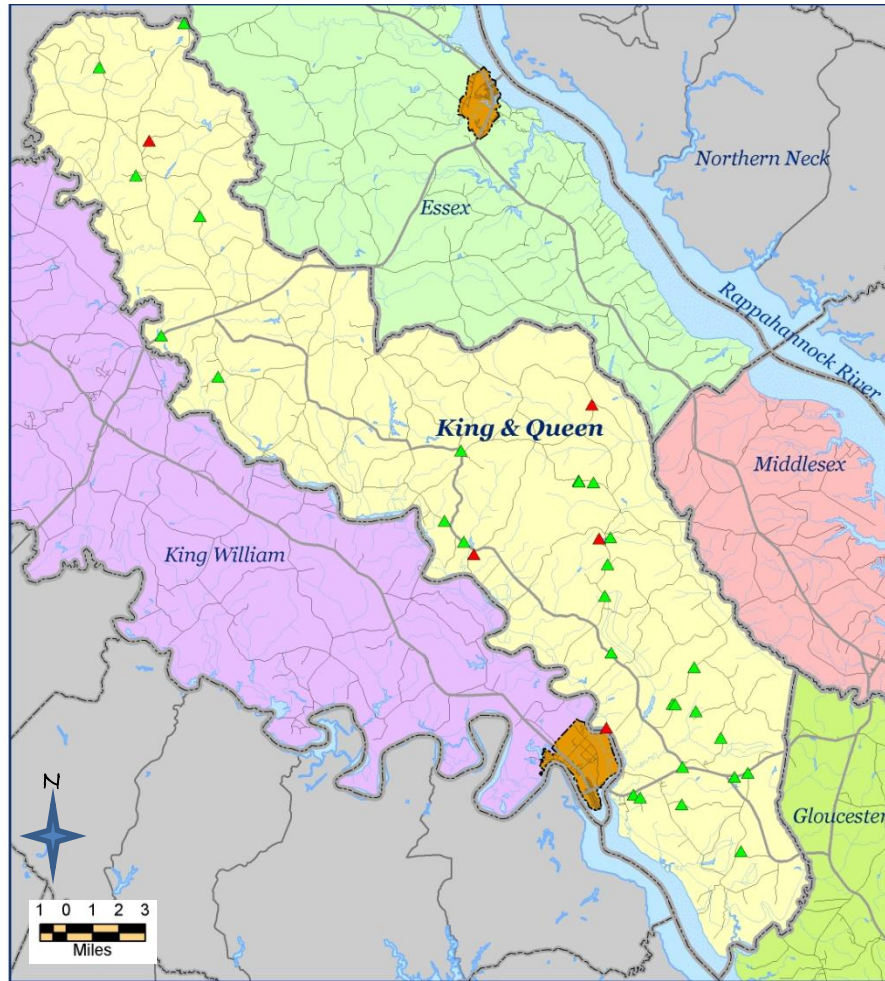 Northern Neck
Essex
Rappahannock River
King & Queen
Middlesex
King William
Gloucester
N
1 0 1 2 3
Miles